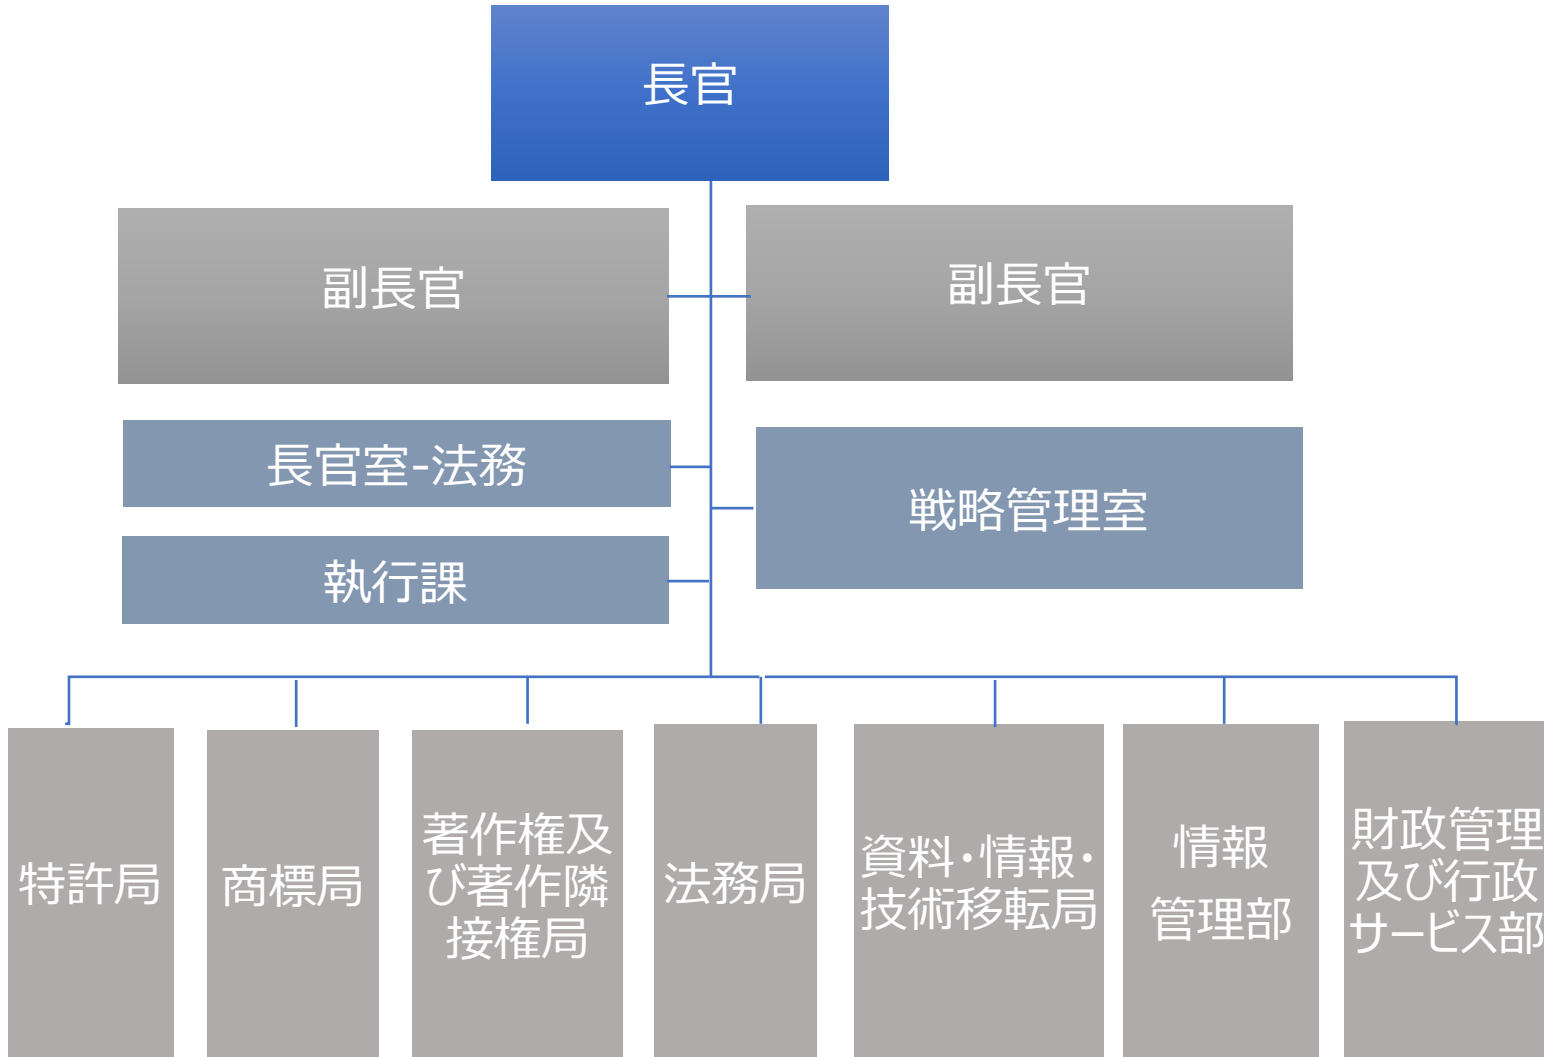 長官
副長官
副長官
長官室-法務
戦略管理室
執行課
特許局
商標局
著作権及
び著作隣
接権局
法務局
資料・情報・
技術移転局
情報
管理部
財政管理
及び行政
サービス部